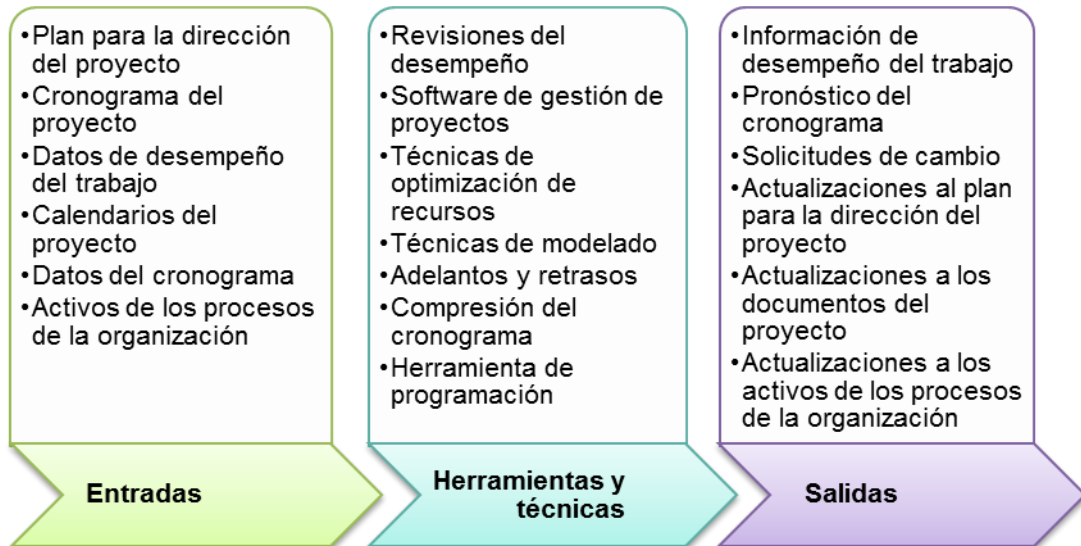 •Plan para la dirección
del proyecto
•Cronograma del
proyecto
•Datos de desempeño
del trabajo
•Calendarios del
proyecto
•Datos del cronograma
•Activos de los procesos
de la organización
Entradas
•Revisiones del
desempeño
•Software de gestión de
proyectos
•Técnicas de
optimización de
recursos
•Técnicas de modelado
•Adelantos y retrasos
•Compresión del
cronograma
•Herramienta de
programación
Herramientas y
técnicas
•Información de
desempeño del trabajo
•Pronóstico del
cronograma
•Solicitudes de cambio
•Actualizaciones al plan
para la dirección del
proyecto
•Actualizaciones a los
documentos del
proyecto
•Actualizaciones a los
activos de los procesos
de la organización
Salidas